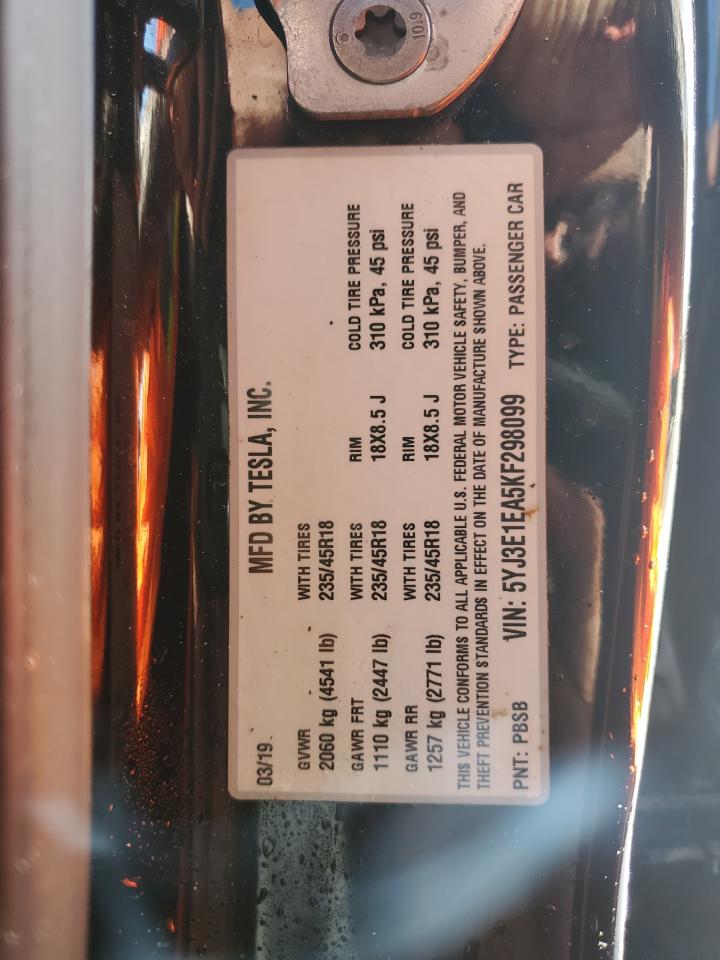 10.9
03/19
MFD BY TESLA, INC.
GVWR WITH TIRES
2060 kg (4541 lb) 235/45R18
GAWR FRT WITH TIRES RIM COLD TIRE PRESSURE
1110 kg (2447 lb) 235/45R18 18X8.5 J 310 kPa, 45 psi
GAWR RR WITH TIRES RIM COLD TIRE PRESSURE
1257 kg (2771 lb) 235/45R18 18X8.5 J 310 kPa, 45 psi
THIS VEHICLE CONFORMS TO ALL APPLICABLE U.S. FEDERAL MOTOR VEHICLE SAFETY, BUMPER, AND
THEFT PREVENTION STANDARDS IN EFFECT ON THE DATE OF MANUFACTURE SHOWN ABOVE.
VIN: 5YJ3E1EA5KF298099 TYPE: PASSENGER CAR
PNT: PBSB